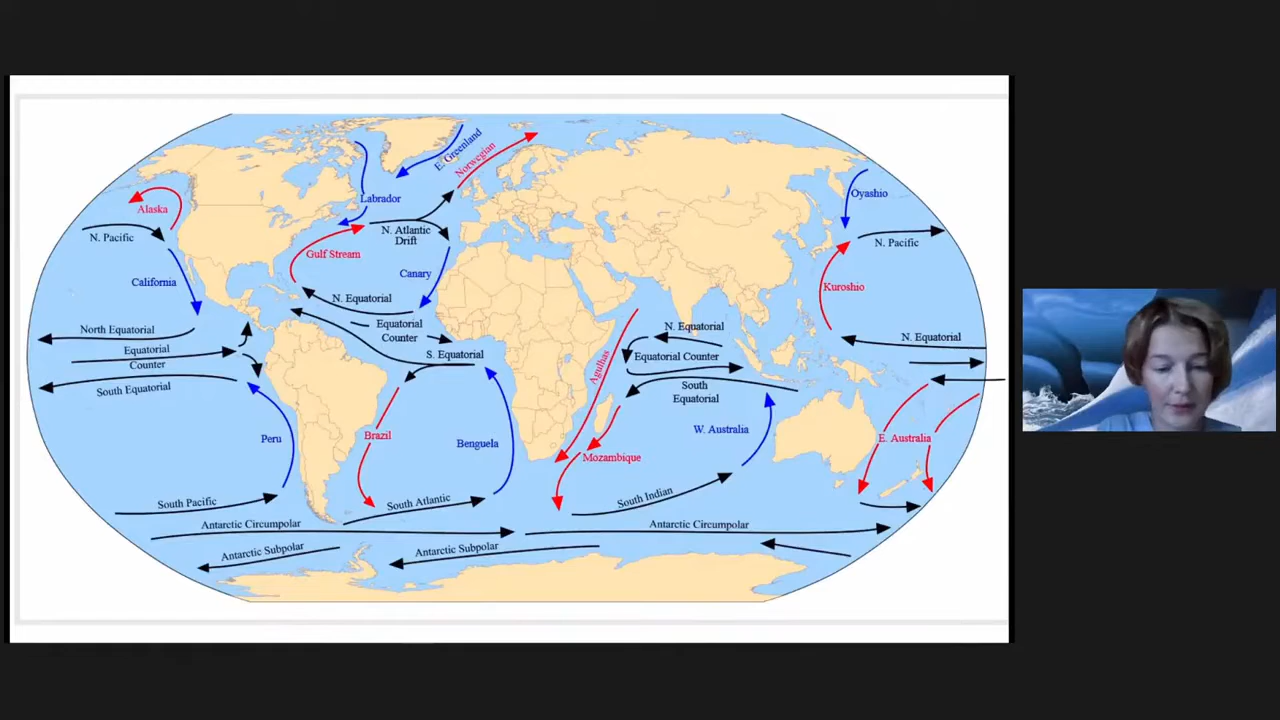 E. Greenland
Norwegian
Labrador
Oyashio
Alaska
N. Pacific
N. Atlantic
Drift
N. Pacific
Gulf Stream
California
Canary
Kuroshio
N. Equatorial
North Equatorial
Equatorial
Counter
N. Equatorial
N. Equatorial
Equatorial
Counter
S. Equatorial
Agulhas
Equatorial Counter
South Equatorial
South
Equatorial
Peru
Brazil
Benguela
W. Australia
E. Australia
Mozambique
South Pacific
South Atlantic
South Indian
Antarctic Circumpolar
Antarctic Circumpolar
Antarctic Subpolar
Antarctic Subpolar